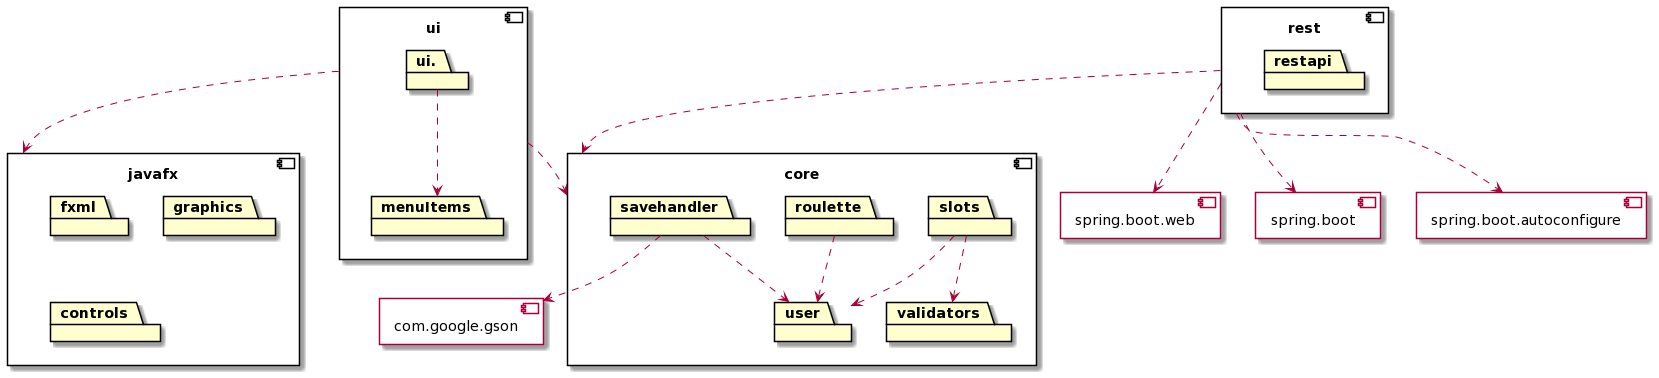 ui
ui.
menuItems
rest
restapi
javafx
fxml
graphics
controls
core
savehandler
roulette
slots
user
validators
com.google.gson
spring.boot.web
spring.boot
spring.boot.autoconfigure